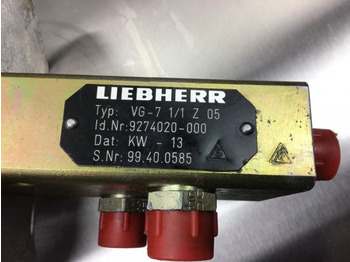 LIEBHERR
Typ: VG-7 1/1 Z 05
Id.Nr:9274020-000
Dat: KW - 13
S.Nr: 99.40.0585